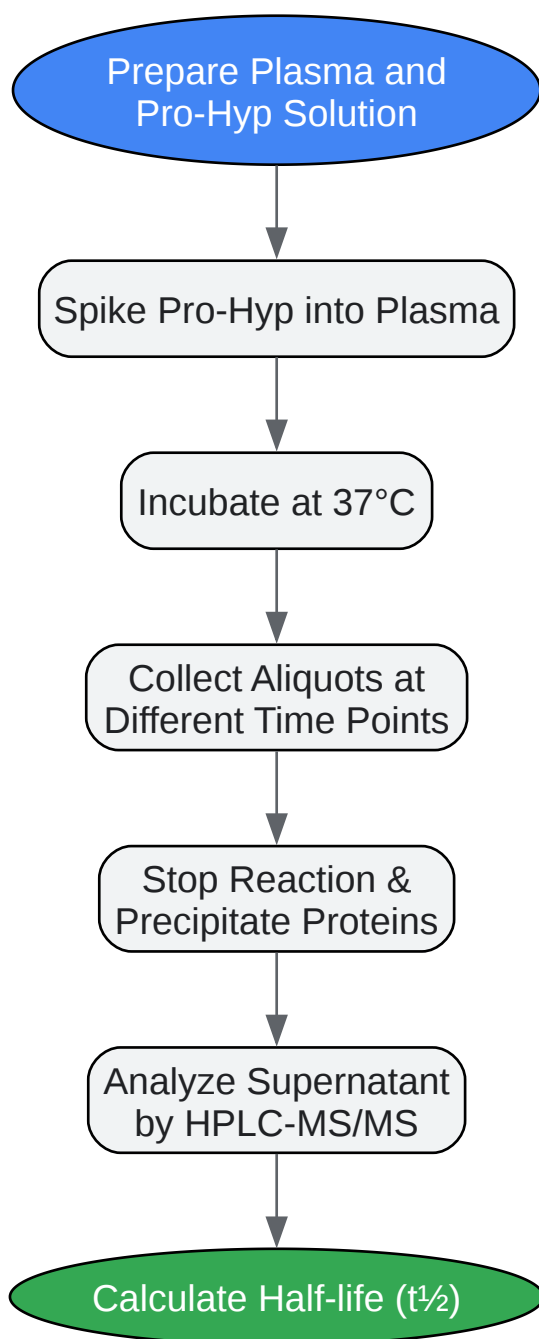 Prepare Plasma and
Pro-Hyp Solution
Spike Pro-Hyp into Plasma
Incubate at 37°C
Collect Aliquots at
Different Time Points
Stop Reaction &
Precipitate Proteins
Analyze Supernatant
by HPLC-MS/MS
Calculate Half-life (t½)